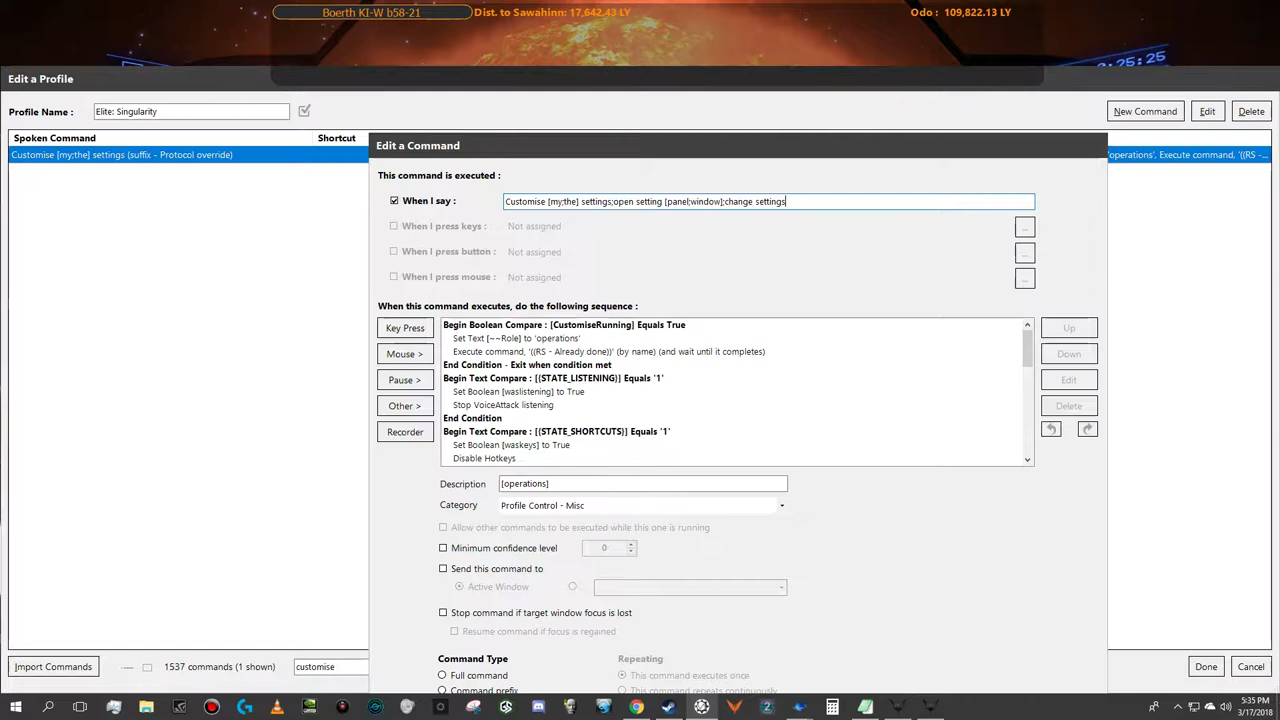 Boerth KI-W b58-21 Dist. to Sawahinn: 17,642.43 LY Odo : 109,822.13 LY
25:25
Edit a Profile
Profile Name : Elite: Singularity New Command Edit Delete
Spoken Command Shortcut
Customise [my;the] settings (suffix - Protocol override) 'operations', Execute command, '((RS -...
Edit a Command
This command is executed :
When I say : Customise [my;the] settings;open setting [panel;window];change settings
When I press keys : Not assigned ...
When I press button : Not assigned ...
When I press mouse : Not assigned ...
When this command executes, do the following sequence :
Key Press
Mouse >
Pause >
Other >
Recorder
Begin Boolean Compare : [CustomiseRunning] Equals True
Set Text [~~Role] to 'operations'
Execute command, '((RS - Already done))' (by name) (and wait until it completes)
End Condition - Exit when condition met
Begin Text Compare : [{STATE_LISTENING}] Equals '1'
Set Boolean [waslistening] to True
Stop VoiceAttack listening
End Condition
Begin Text Compare : [{STATE_SHORTCUTS}] Equals '1'
Set Boolean [waskeys] to True
Disable Hotkeys
Up
Down
Edit
Delete
Description [operations]
Category Profile Control - Misc
Allow other commands to be executed while this one is running
Minimum confidence level 0
Send this command to
Active Window
Stop command if target window focus is lost
Resume command if focus is regained
Command Type Repeating
Full command This command executes once
Command prefix This command repeats continuously
Import Commands 1537 commands (1 shown) customise Done Cancel
5:35 PM
3/17/2018